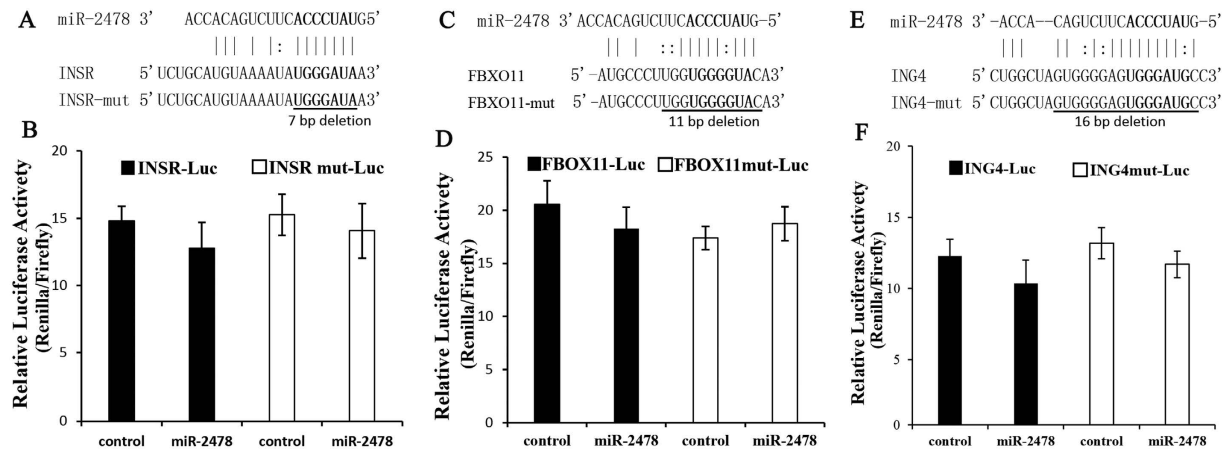 A
miR-2478 3' ACCACAGUCUUCACCCUAUG5'
INSR 5'UCUGCAUGUAAAAUAUGGGAUAA3'
INSR-mut 5'UCUGCAUGUAAAAUAUGGGAUAA3'
7 bp deletion
B
Relative Luciferase Activety
(Renilla/Firefly)
INSR-Luc INSR mut-Luc
20
15
10
5
0
control miR-2478 control miR-2478
C
miR-2478 3'ACCACAGUCUUCACCCUAUG-5'
FBXO11 5'-AUGCCCUUGGUGGGGUACA3'
FBXO11-mut 5'-AUGCCCUUGGUGGGGUACA3'
11 bp deletion
D
Relative Luciferase Activety
(Renilla/Firefly)
FBOX11-Luc FBOX11mut-Luc
25
20
15
10
5
0
control miR-2478 control miR-2478
E
miR-2478 3'-ACCA--CAGUCUUCACCCUAUG-5'
ING4 5'CUGGCUAGUGGGGAGUGGGAUGCC3'
ING4-mut 5'CUGGCUAGUGGGGAGUGGGAUGCC3'
16 bp deletion
F
Relative Luciferase Activety
(Renilla/Firefly)
ING4-Luc ING4mut-Luc
20
15
10
5
0
control miR-2478 control miR-2478